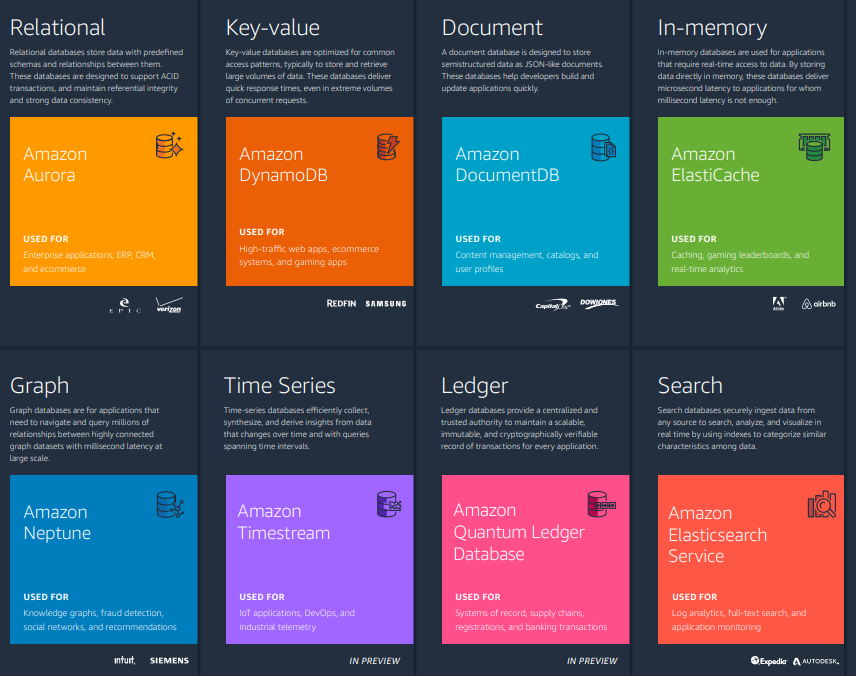 Relational
Relational databases store data with predefined
schemas and relationships between them.
These databases are designed to support ACID
transactions, and maintain referential integrity
and strong data consistency.
Amazon
Aurora
USED FOR
Enterprise applications, ERP, CRM,
and ecommerce
EPIC
verizon
Key-value
Key-value databases are optimized for common
access patterns, typically to store and retrieve
large volumes of data. These databases deliver
quick response times, even in extreme volumes
of concurrent requests.
Amazon
DynamoDB
USED FOR
High-traffic web apps, ecommerce
systems, and gaming apps
REDFIN SAMSUNG
Document
A document database is designed to store
semistructured data as JSON-like documents.
These databases help developers build and
update applications quickly.
Amazon
DocumentDB
USED FOR
Content management, catalogs, and
user profiles
Capital One DOWJONES
In-memory
In-memory databases are used for applications
that require real-time access to data. By storing
data directly in memory, these databases deliver
microsecond latency to applications for whom
millisecond latency is not enough.
Amazon
ElastiCache
USED FOR
Caching, gaming leaderboards, and
real-time analytics
Adobe airbnb
Graph
Graph databases are for applications that
need to navigate and query millions of
relationships between highly connected
graph datasets with millisecond latency at
large scale.
Amazon
Neptune
USED FOR
Knowledge graphs, fraud detection,
social networks, and recommendations
intuit. SIEMENS
Time Series
Time-series databases efficiently collect,
synthesize, and derive insights from data
that changes over time and with queries
spanning time intervals.
Amazon
Timestream
USED FOR
IoT applications, DevOps, and
industrial telemetry
IN PREVIEW
Ledger
Ledger databases provide a centralized and
trusted authority to maintain a scalable,
immutable, and cryptographically verifiable
record of transactions for every application.
Amazon
Quantum Ledger
Database
USED FOR
Systems of record, supply chains,
registrations, and banking transactions
IN PREVIEW
Search
Search databases securely ingest data from
any source to search, analyze, and visualize in
real time by using indexes to categorize similar
characteristics among data.
Amazon
Elasticsearch
Service
USED FOR
Log analytics, full-text search, and
application monitoring
Expedia AUTODESK.